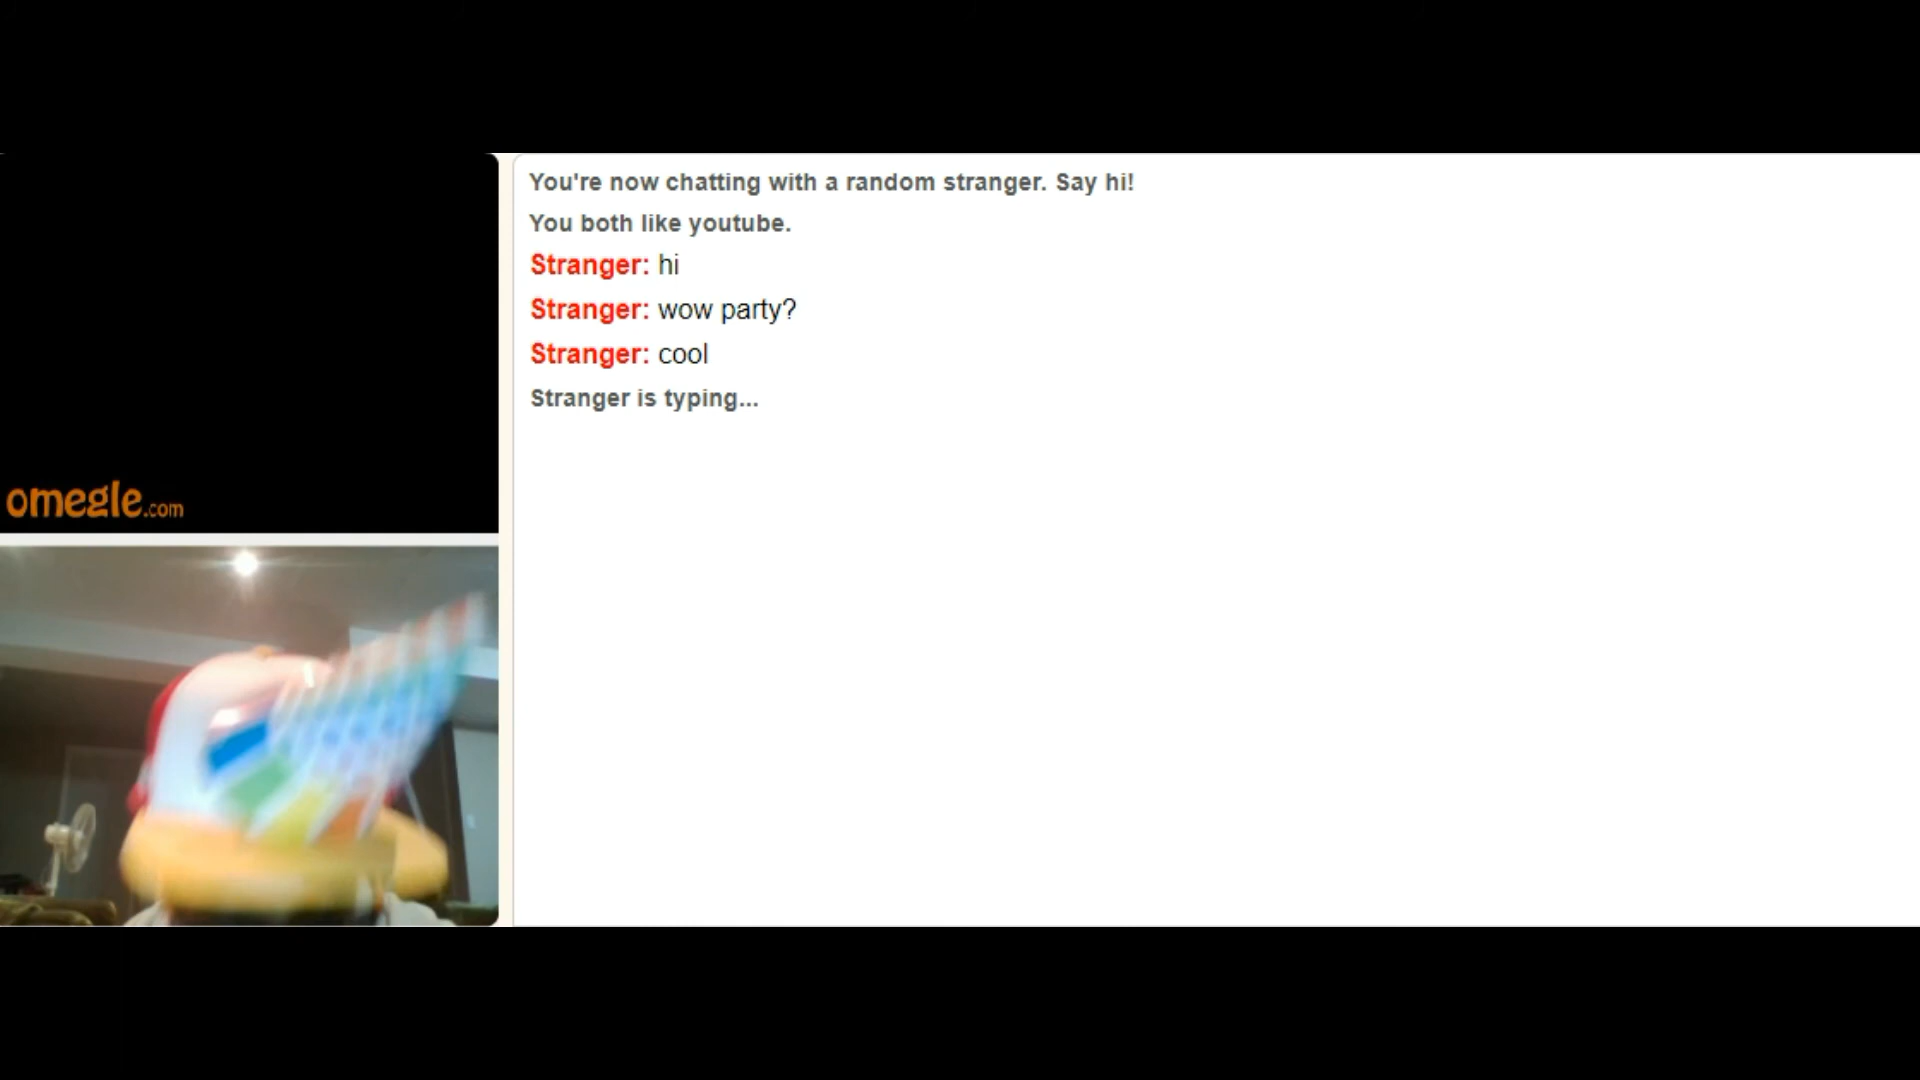 You're now chatting with a random stranger. Say hi!
You both like youtube.
Stranger: hi
Stranger: wow party?
Stranger: cool
Stranger is typing...
omegle.com